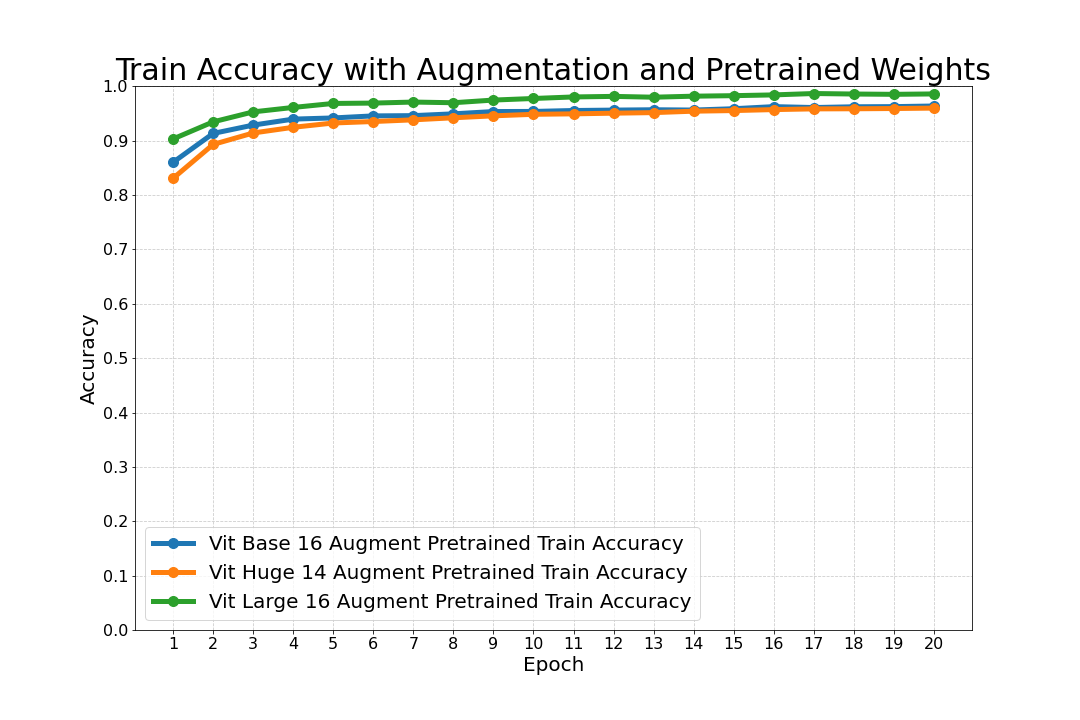 Train Accuracy with Augmentation and Pretrained Weights
1.0
0.9
0.8
0.7
0.6
0.5
0.4
0.3
0.2
0.1
0.0
Accuracy
Vit Base 16 Augment Pretrained Train Accuracy
Vit Huge 14 Augment Pretrained Train Accuracy
Vit Large 16 Augment Pretrained Train Accuracy
1 2 3 4 5 6 7 8 9 10 11 12 13 14 15 16 17 18 19 20
Epoch